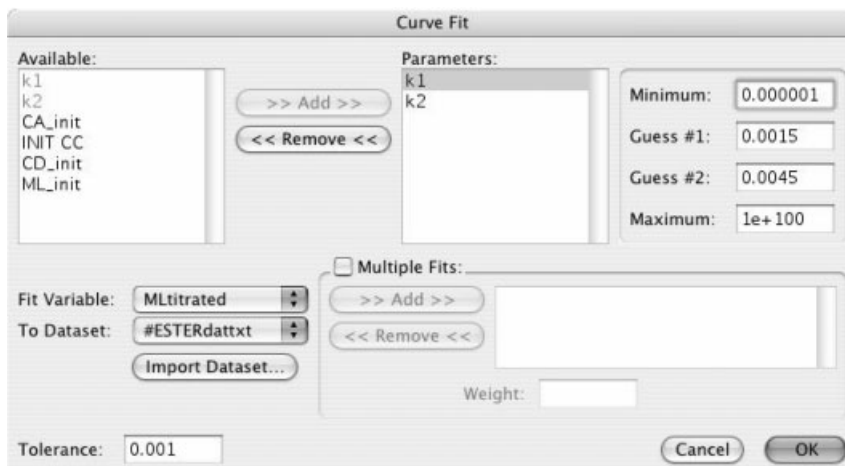 Curve Fit
Available:
k1
k2
CA_init
INIT CC
CD_init
ML_init
>> Add >>
<< Remove <<
Parameters:
k1
k2
Minimum: 0.000001
Guess #1: 0.0015
Guess #2: 0.0045
Maximum: 1e+100
Fit Variable: MLtitrated
To Dataset: #ESTERdattxt
Import Dataset...
Multiple Fits:
>> Add >>
<< Remove <<
Weight:
Tolerance: 0.001
Cancel
OK